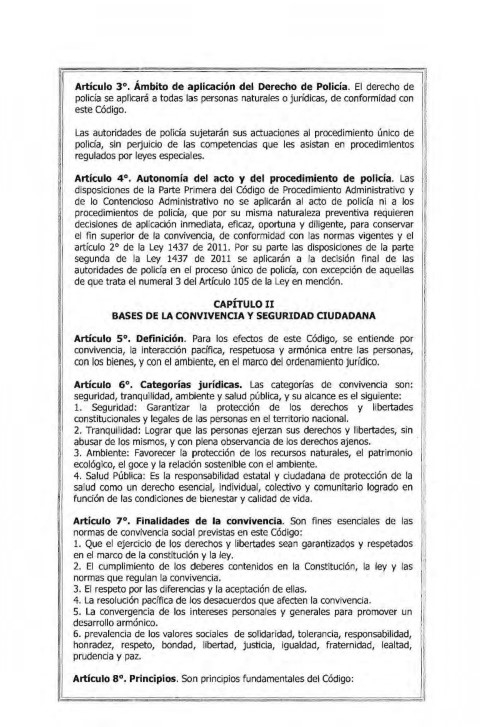 Artículo 3°. Ámbito de aplicación del Derecho de Policía. El derecho de
policía se aplicará a todas las personas naturales o jurídicas, de conformidad con
este Código.
Las autoridades de policía sujetarán sus actuaciones al procedimiento único de
policía, sin perjuicio de las competencias que les asistan en procedimientos
regulados por leyes especiales.
Artículo 4°. Autonomía del acto y del procedimiento de policía. Las
disposiciones de la Parte Primera del Código de Procedimiento Administrativo y
de lo Contencioso Administrativo no se aplicarán al acto de policía ni a los
procedimientos de policía, que por su misma naturaleza preventiva requieren
decisiones de aplicación inmediata, eficaz, oportuna y diligente, para conservar
el fin superior de la convivencia, de conformidad con las normas vigentes y el
artículo 2° de la Ley 1437 de 2011. Por su parte las disposiciones de la parte
segunda de la Ley 1437 de 2011 se aplicarán a la decisión final de las
autoridades de policía en el proceso único de policía, con excepción de aquellas
de que trata el numeral 3 del Artículo 105 de la Ley en mención.
CAPÍTULO II
BASES DE LA CONVIVENCIA Y SEGURIDAD CIUDADANA
Artículo 5°. Definición. Para los efectos de este Código, se entiende por
convivencia, la interacción pacífica, respetuosa y armónica entre las personas,
con los bienes, y con el ambiente, en el marco del ordenamiento jurídico.
Artículo 6°. Categorías jurídicas. Las categorías de convivencia son:
seguridad, tranquilidad, ambiente y salud pública, y su alcance es el siguiente:
1. Seguridad: Garantizar la protección de los derechos y libertades
constitucionales y legales de las personas en el territorio nacional.
2. Tranquilidad: Lograr que las personas ejerzan sus derechos y libertades, sin
abusar de los mismos, y con plena observancia de los derechos ajenos.
3. Ambiente: Favorecer la protección de los recursos naturales, el patrimonio
ecológico, el goce y la relación sostenible con el ambiente.
4. Salud Pública: Es la responsabilidad estatal y ciudadana de protección de la
salud como un derecho esencial, individual, colectivo y comunitario logrado en
función de las condiciones de bienestar y calidad de vida.
Artículo 7°. Finalidades de la convivencia. Son fines esenciales de las
normas de convivencia social previstas en este Código:
1. Que el ejercicio de los derechos y libertades sean garantizados y respetados
en el marco de la constitución y la ley.
2. El cumplimiento de los deberes contenidos en la Constitución, la ley y las
normas que regulan la convivencia.
3. El respeto por las diferencias y la aceptación de ellas.
4. La resolución pacífica de los desacuerdos que afecten la convivencia.
5. La convergencia de los intereses personales y generales para promover un
desarrollo armónico.
6. prevalencia de los valores sociales de solidaridad, tolerancia, responsabilidad,
honradez, respeto, bondad, libertad, justicia, igualdad, fraternidad, lealtad,
prudencia y paz.
Artículo 8°. Principios. Son principios fundamentales del Código: